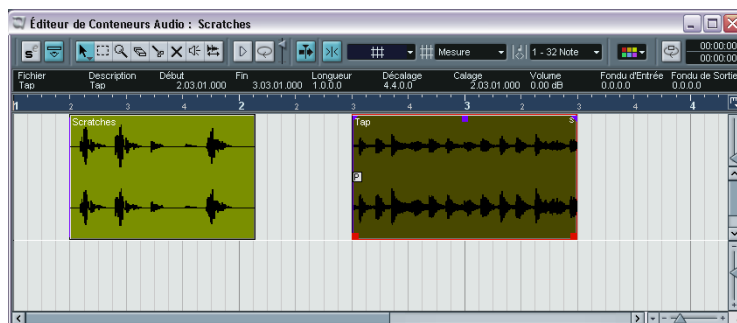 Éditeur de Conteneurs Audio : Scratches
Mesure
1 - 32 Note
00:00:00
00:00:00
Fichier Description Début Fin Longueur Décalage Calage Volume Fondu d'Entrée Fondu de Sortie
Tap Tap 2.03.01.000 3.03.01.000 1.0.0.0 4.4.0.0 2.03.01.000 0.00 dB 0.0.0.0 0.0.0.0
1 2 3 4 2 2 3 4 3 2 3 4 4
Scratches
Tap S
P